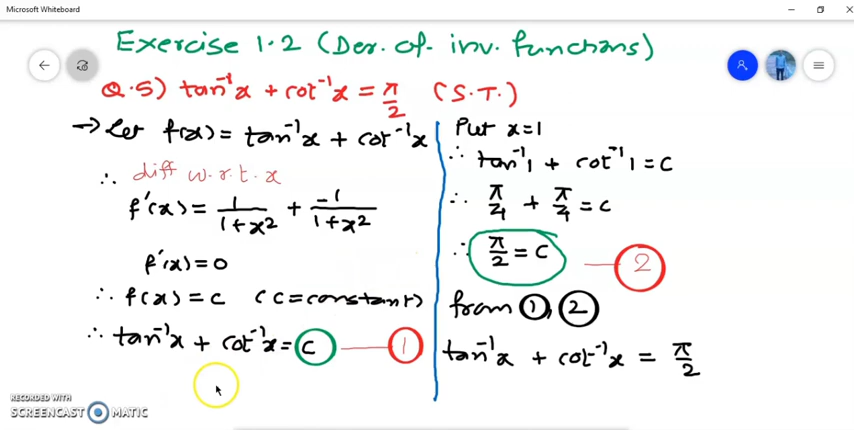 Microsoft Whiteboard
Exercise 1.2 (Der. of. inv. functions)
Q.5) tan⁻¹x + cot⁻¹x = π/2 (S.T.)
→ Let f(x) = tan⁻¹x + cot⁻¹x
∴ diff w.r.t. x
f'(x) = 1/(1+x²) + -1/(1+x²)
f'(x) = 0
∴ f(x) = c (c = constant)
∴ tan⁻¹x + cot⁻¹x = c — 1
Put x=1
∴ tan⁻¹1 + cot⁻¹1 = c
∴ π/4 + π/4 = c
∴ π/2 = c — 2
from 1, 2
tan⁻¹x + cot⁻¹x = π/2
RECORDED WITH
SCREENCAST MATIC